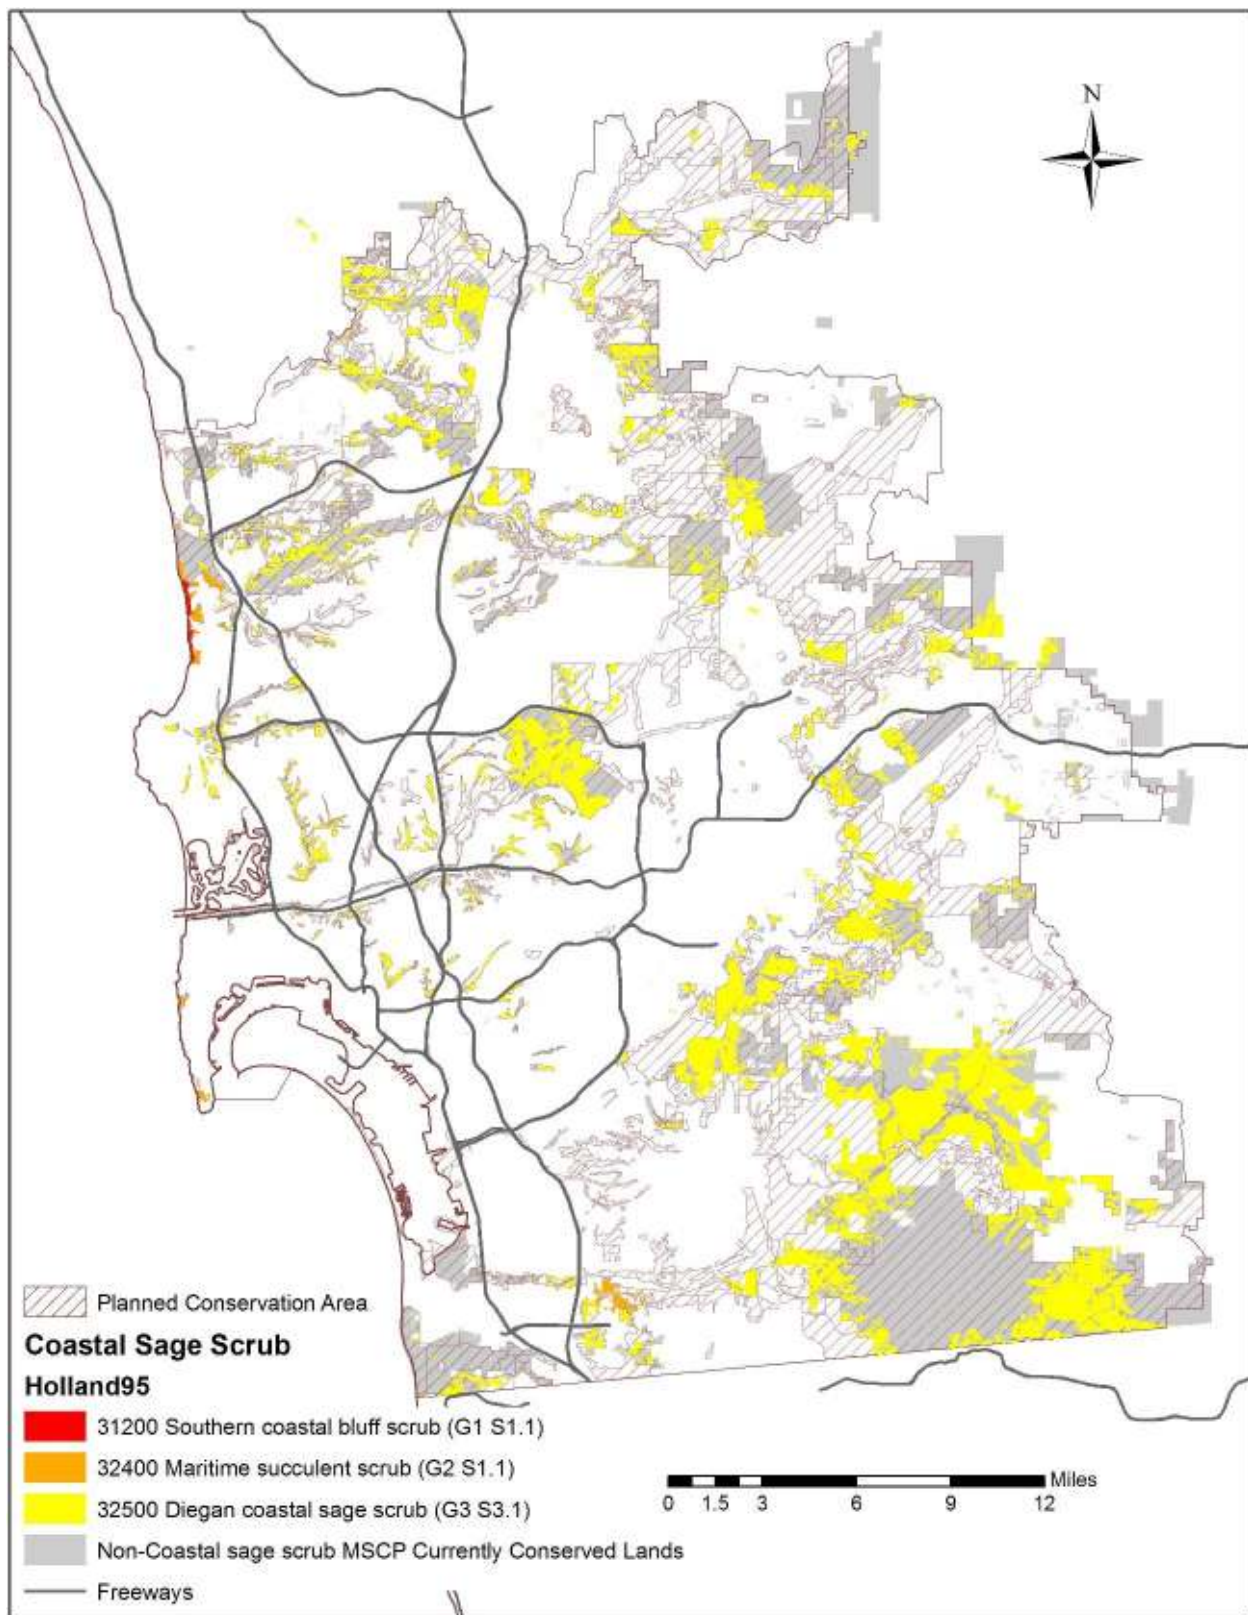 N
Planned Conservation Area
Coastal Sage Scrub
Holland95
31200 Southern coastal bluff scrub (G1 S1.1)
32400 Maritime succulent scrub (G2 S1.1)
32500 Diegan coastal sage scrub (G3 S3.1)
Non-Coastal sage scrub MSCP Currently Conserved Lands
Freeways
Miles
0 1.5 3 6 9 12